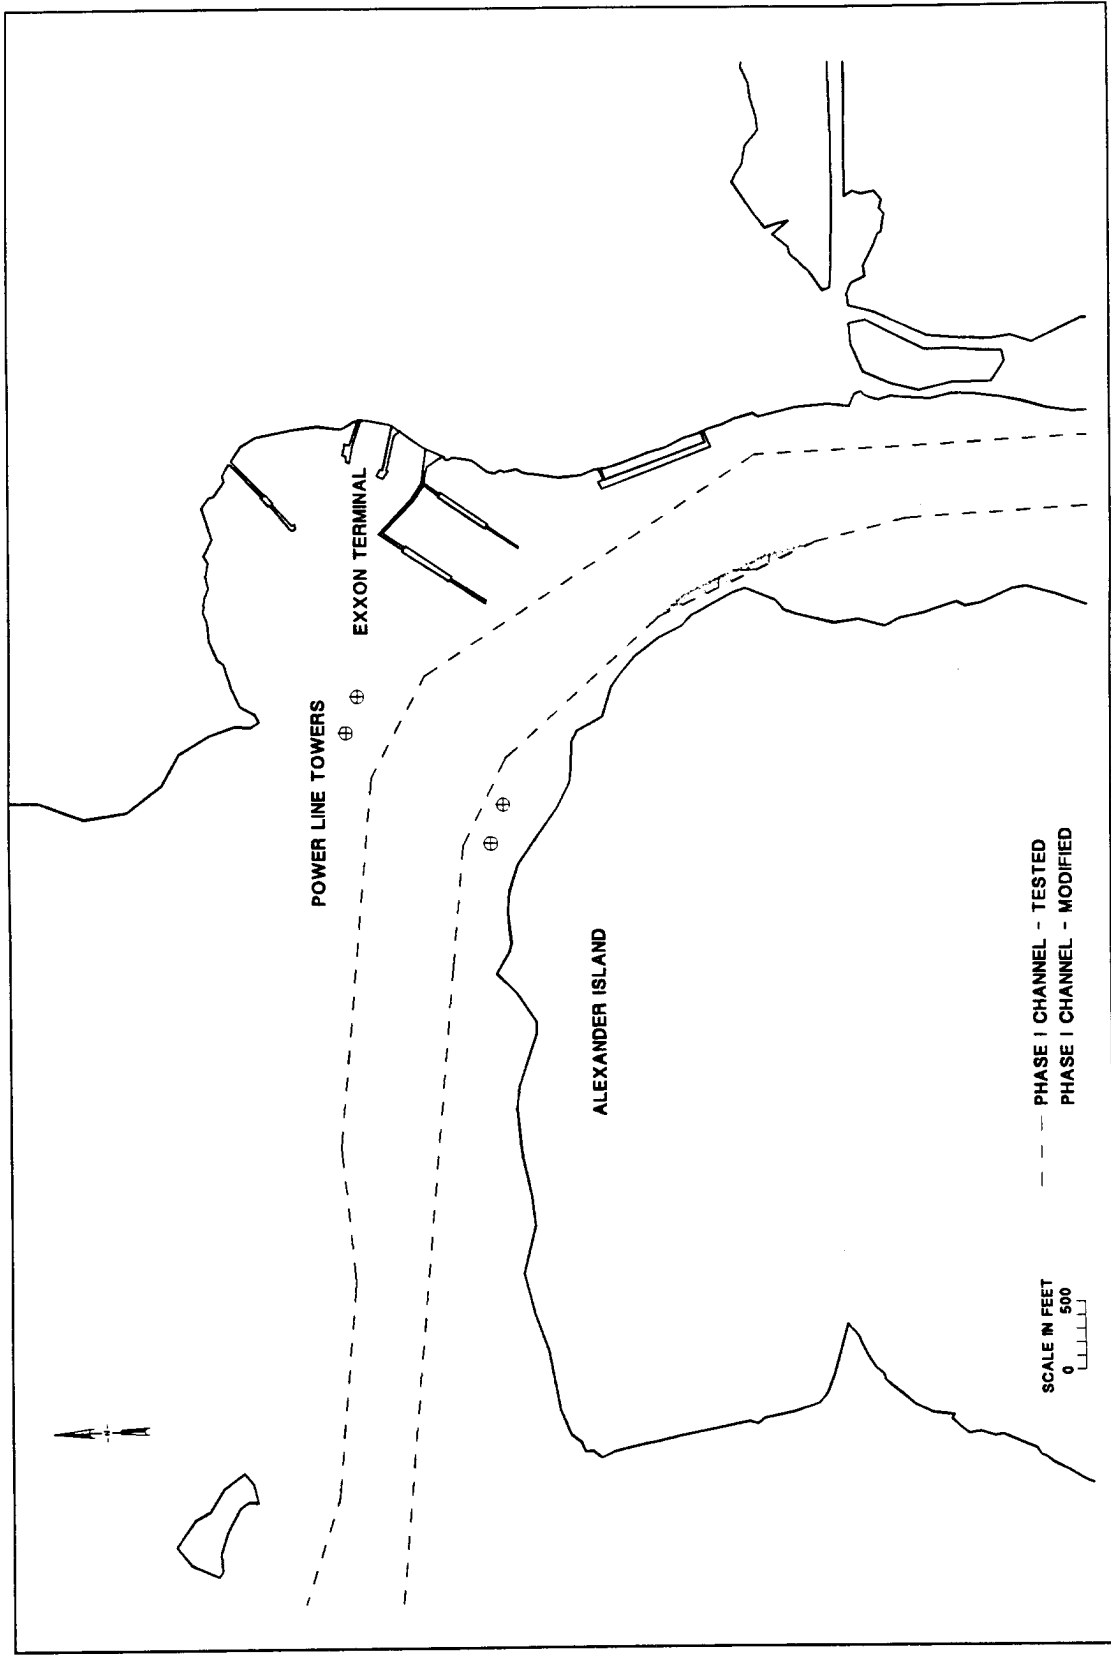 POWER LINE TOWERS
EXXON TERMINAL
ALEXANDER ISLAND
SCALE IN FEET
0 500
PHASE I CHANNEL - TESTED
PHASE I CHANNEL - MODIFIED